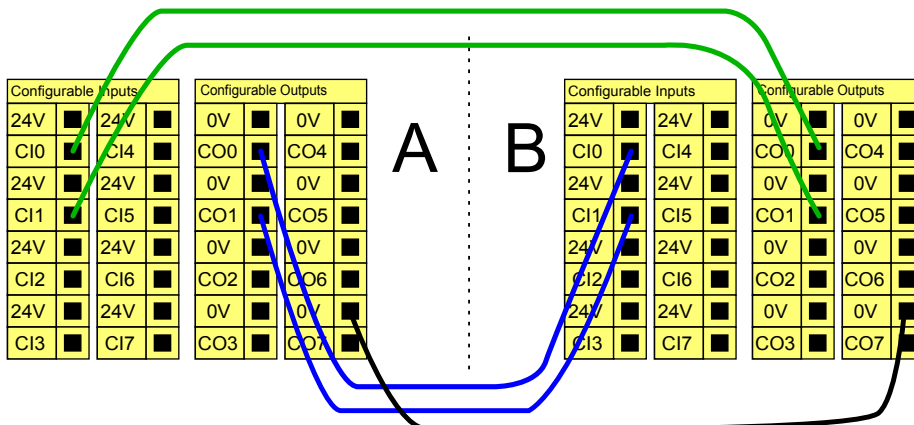 Configurable Inputs
24V 24V
CI0 CI4
24V 24V
CI1 CI5
24V 24V
CI2 CI6
24V 24V
CI3 CI7
Configurable Outputs
0V 0V
CO0 CO4
0V 0V
CO1 CO5
0V 0V
CO2 CO6
0V 0V
CO3 CO7
A
B
Configurable Inputs
24V 24V
CI0 CI4
24V 24V
CI1 CI5
24V 24V
CI2 CI6
24V 24V
CI3 CI7
Configurable Outputs
0V 0V
CO0 CO4
0V 0V
CO1 CO5
0V 0V
CO2 CO6
0V 0V
CO3 CO7